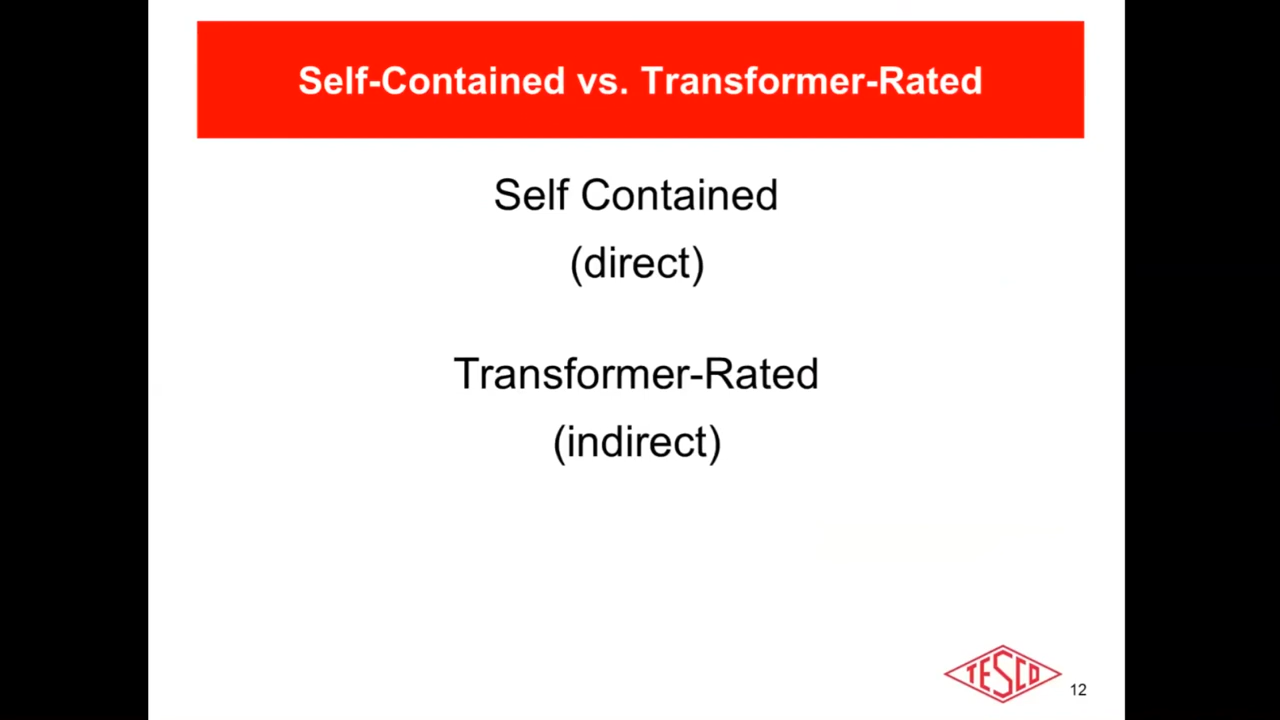 Self-Contained vs. Transformer-Rated
Self Contained
(direct)
Transformer-Rated
(indirect)
TESCO
12